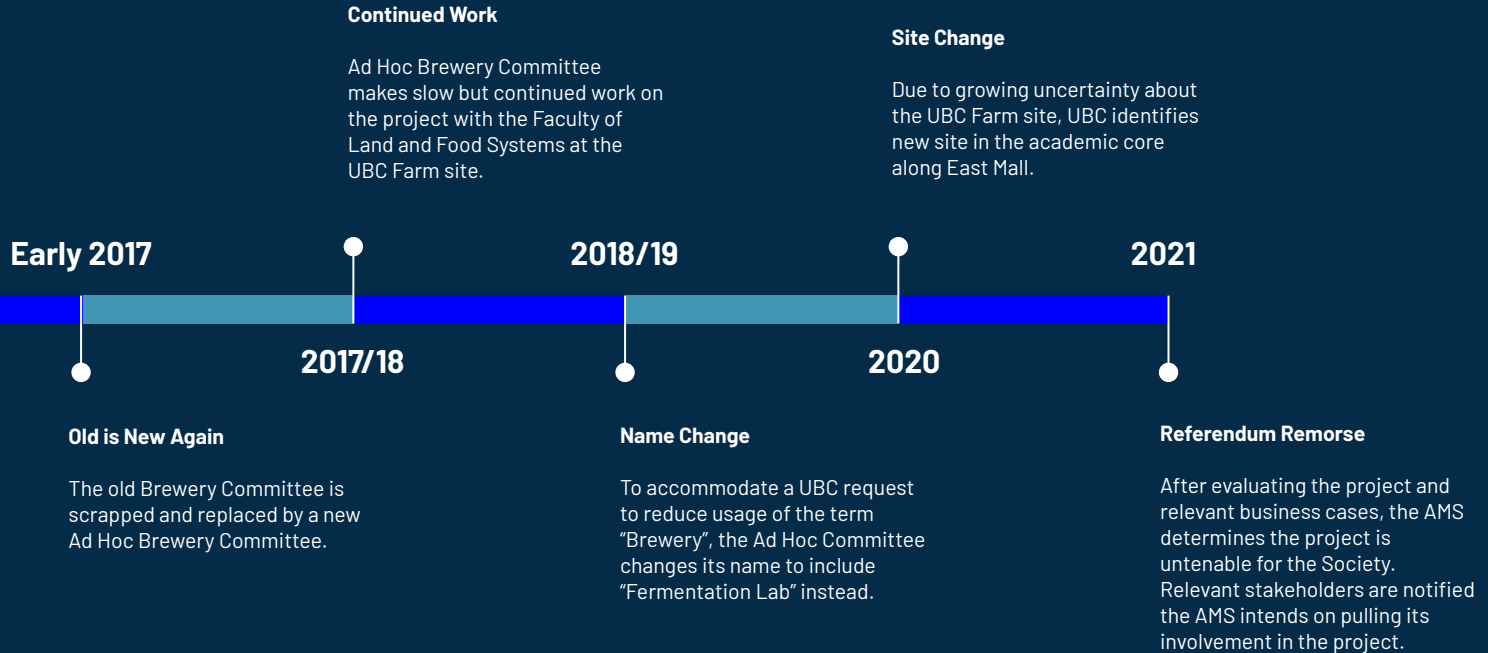 Continued Work
Ad Hoc Brewery Committee
makes slow but continued work on
the project with the Faculty of
Land and Food Systems at the
UBC Farm site.
Site Change
Due to growing uncertainty about
the UBC Farm site, UBC identifies
new site in the academic core
along East Mall.
Early 2017
2018/19
2021
2017/18
2020
Old is New Again
The old Brewery Committee is
scrapped and replaced by a new
Ad Hoc Brewery Committee.
Name Change
To accommodate a UBC request
to reduce usage of the term
“Brewery”, the Ad Hoc Committee
changes its name to include
“Fermentation Lab” instead.
Referendum Remorse
After evaluating the project and
relevant business cases, the AMS
determines the project is
untenable for the Society.
Relevant stakeholders are notified
the AMS intends on pulling its
involvement in the project.